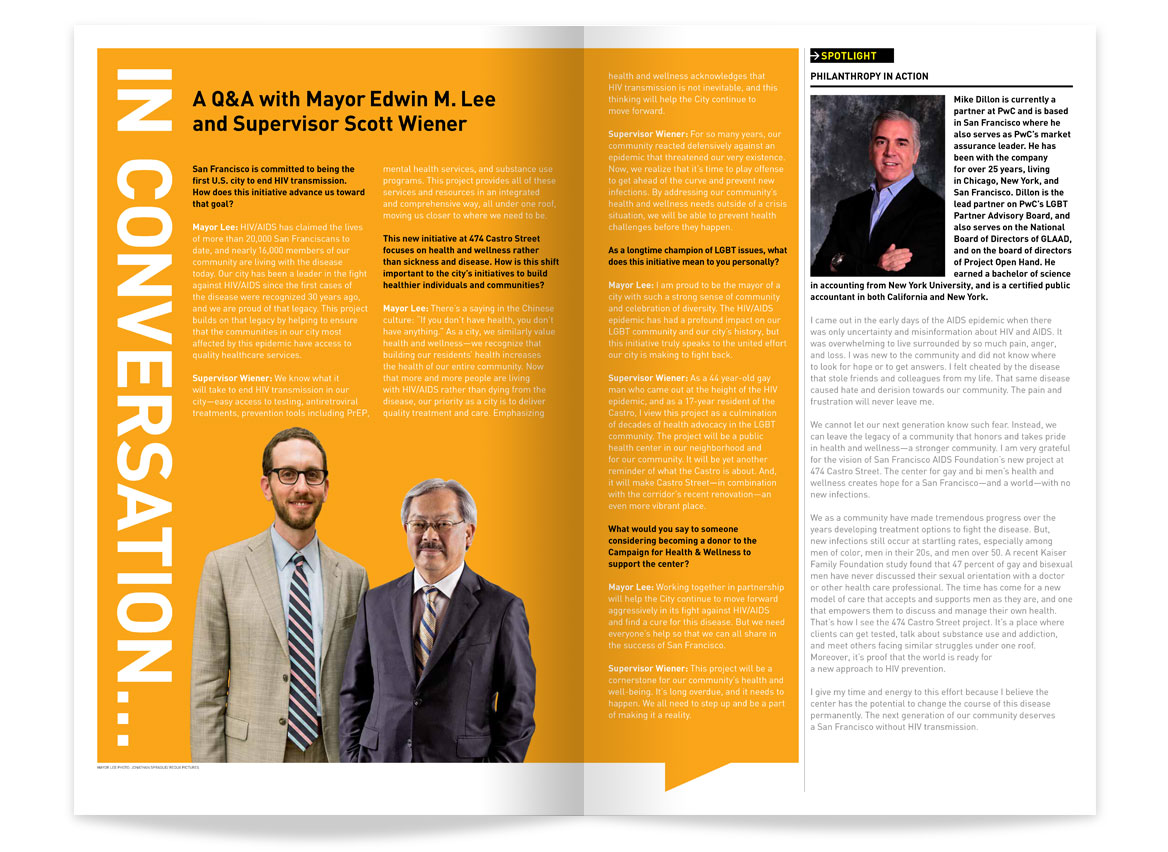 IN CONVERSATION...
A Q&A with Mayor Edwin M. Lee
and Supervisor Scott Wiener
San Francisco is committed to being the
first U.S. city to end HIV transmission.
How does this initiative advance us toward
that goal?
Mayor Lee: HIV/AIDS has claimed the lives
of more than 20,000 San Franciscans to
date, and nearly 16,000 members of our
community are living with the disease
today. Our city has been a leader in the fight
against HIV/AIDS since the first cases of
the disease were recognized 30 years ago,
and we are proud of that legacy. This project
builds on that legacy by helping to ensure
that the communities in our city most
affected by this epidemic have access to
quality healthcare services.
Supervisor Wiener: We know what it
will take to end HIV transmission in our
city—easy access to testing, antiretroviral
treatments, prevention tools including PrEP,
mental health services, and substance use
programs. This project provides all of these
services and resources in an integrated
and comprehensive way, all under one roof,
moving us closer to where we need to be.
This new initiative at 474 Castro Street
focuses on health and wellness rather
than sickness and disease. How is this shift
important to the city's initiatives to build
healthier individuals and communities?
Mayor Lee: There's a saying in the Chinese
culture: "If you don't have health, you don't
have anything." As a city, we similarly value
health and wellness—we recognize that
building our residents' health increases
the health of our entire community. Now
that more and more people are living
with HIV/AIDS rather than dying from the
disease, our priority as a city is to deliver
quality treatment and care. Emphasizing
health and wellness acknowledges that
HIV transmission is not inevitable, and this
thinking will help the City continue to
move forward.
Supervisor Wiener: For so many years, our
community reacted defensively against an
epidemic that threatened our very existence.
Now, we realize that it's time to play offense
to get ahead of the curve and prevent new
infections. By addressing our community's
health and wellness needs outside of a crisis
situation, we will be able to prevent health
challenges before they happen.
As a longtime champion of LGBT issues, what
does this initiative mean to you personally?
Mayor Lee: I am proud to be the mayor of a
city with such a strong sense of community
and celebration of diversity. The HIV/AIDS
epidemic has had a profound impact on our
LGBT community and our city's history, but
this initiative truly speaks to the united effort
our city is making to fight back.
Supervisor Wiener: As a 44 year-old gay
man who came out at the height of the HIV
epidemic, and as a 17-year resident of the
Castro, I view this project as a culmination
of decades of health advocacy in the LGBT
community. The project will be a public
health center in our neighborhood and
for our community. It will be yet another
reminder of what the Castro is about. And,
it will make Castro Street—in combination
with the corridor's recent renovation—an
even more vibrant place.
What would you say to someone
considering becoming a donor to the
Campaign for Health & Wellness to
support the center?
Mayor Lee: Working together in partnership
will help the City continue to move forward
aggressively in its fight against HIV/AIDS
and find a cure for this disease. But we need
everyone's help so that we can all share in
the success of San Francisco.
Supervisor Wiener: This project will be a
cornerstone for our community's health and
well-being. It's long overdue, and it needs to
happen. We all need to step up and be a part
of making it a reality.
MAYOR LEE PHOTO: JONATHAN SPRAGUE/REDUX PICTURES
→SPOTLIGHT
PHILANTHROPY IN ACTION
Mike Dillon is currently a
partner at PwC and is based
in San Francisco where he
also serves as PwC's market
assurance leader. He has
been with the company
for over 25 years, living
in Chicago, New York, and
San Francisco. Dillon is the
lead partner on PwC's LGBT
Partner Advisory Board, and
also serves on the National
Board of Directors of GLAAD,
and on the board of directors
of Project Open Hand. He
earned a bachelor of science
in accounting from New York University, and is a certified public
accountant in both California and New York.
I came out in the early days of the AIDS epidemic when there
was only uncertainty and misinformation about HIV and AIDS. It
was overwhelming to live surrounded by so much pain, anger,
and loss. I was new to the community and did not know where
to look for hope or to get answers. I felt cheated by the disease
that stole friends and colleagues from my life. That same disease
caused hate and derision towards our community. The pain and
frustration will never leave me.
We cannot let our next generation know such fear. Instead, we
can leave the legacy of a community that honors and takes pride
in health and wellness—a stronger community. I am very grateful
for the vision of San Francisco AIDS Foundation's new project at
474 Castro Street. The center for gay and bi men's health and
wellness creates hope for a San Francisco—and a world—with no
new infections.
We as a community have made tremendous progress over the
years developing treatment options to fight the disease. But,
new infections still occur at startling rates, especially among
men of color, men in their 20s, and men over 50. A recent Kaiser
Family Foundation study found that 47 percent of gay and bisexual
men have never discussed their sexual orientation with a doctor
or other health care professional. The time has come for a new
model of care that accepts and supports men as they are, and one
that empowers them to discuss and manage their own health.
That's how I see the 474 Castro Street project. It's a place where
clients can get tested, talk about substance use and addiction,
and meet others facing similar struggles under one roof.
Moreover, it's proof that the world is ready for
a new approach to HIV prevention.
I give my time and energy to this effort because I believe the
center has the potential to change the course of this disease
permanently. The next generation of our community deserves
a San Francisco without HIV transmission.